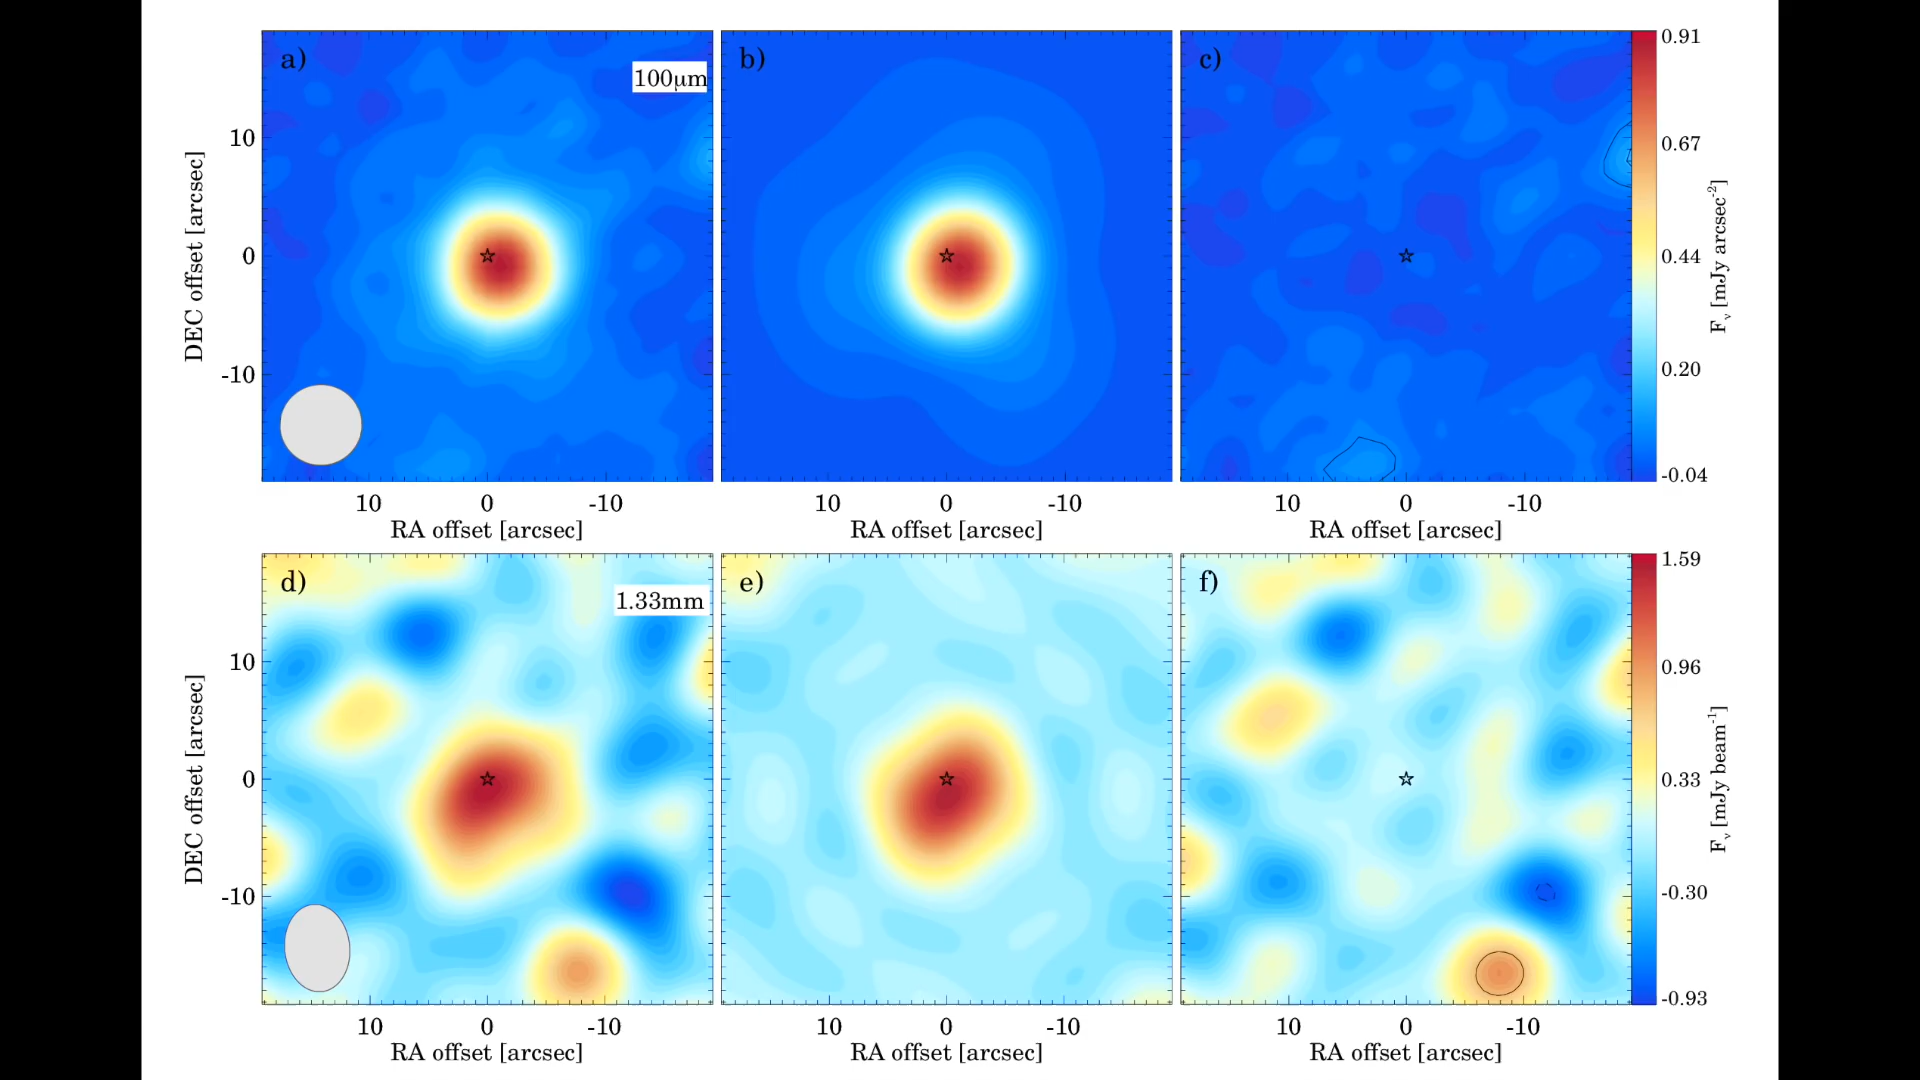 a)
100μm
b)
c)
0.91
0.67
0.44
0.20
-0.04
F_ν [mJy arcsec⁻²]
DEC offset [arcsec]
10
0
-10
10 0 -10
RA offset [arcsec]
10 0 -10
RA offset [arcsec]
10 0 -10
RA offset [arcsec]
d)
1.33mm
e)
f)
1.59
0.96
0.33
-0.30
-0.93
F_ν [mJy beam⁻¹]
DEC offset [arcsec]
10
0
-10
10 0 -10
RA offset [arcsec]
10 0 -10
RA offset [arcsec]
10 0 -10
RA offset [arcsec]